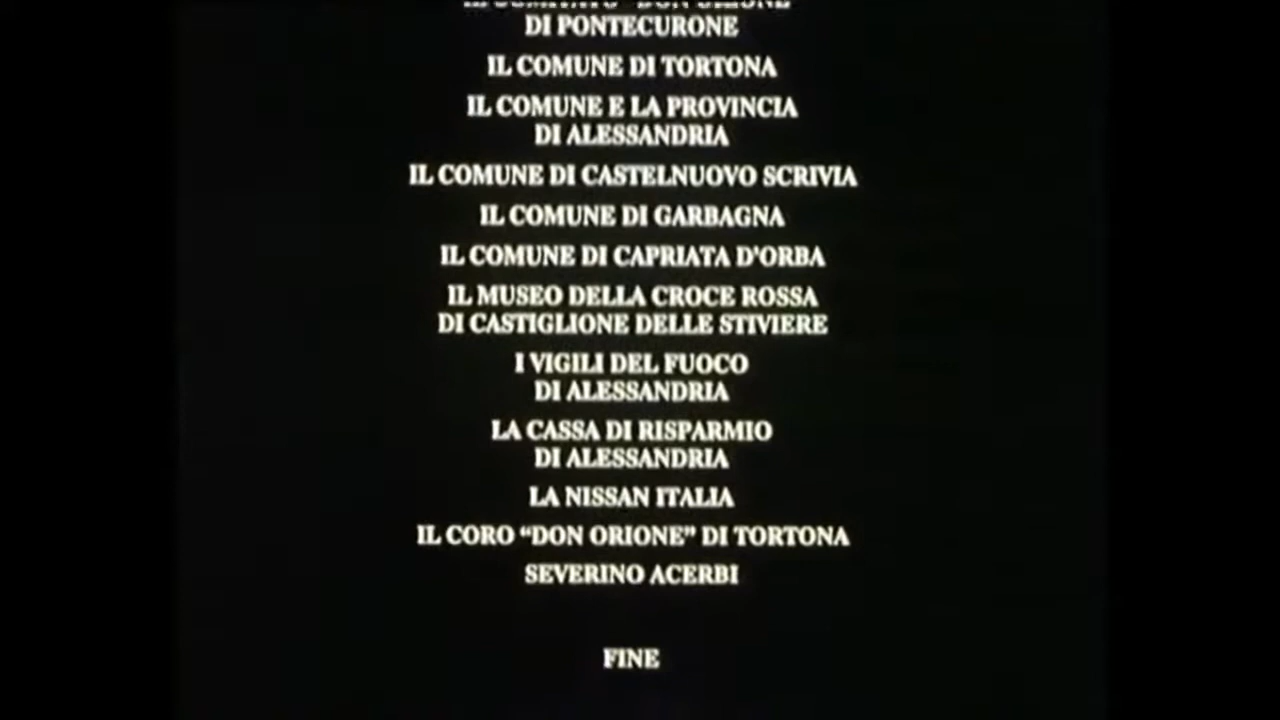 DI PONTECURONE
IL COMUNE DI TORTONA
IL COMUNE E LA PROVINCIA
DI ALESSANDRIA
IL COMUNE DI CASTELNUOVO SCRIVIA
IL COMUNE DI GARBAGNA
IL COMUNE DI CAPRIATA D'ORBA
IL MUSEO DELLA CROCE ROSSA
DI CASTIGLIONE DELLE STIVIERE
I VIGILI DEL FUOCO
DI ALESSANDRIA
LA CASSA DI RISPARMIO
DI ALESSANDRIA
LA NISSAN ITALIA
IL CORO “DON ORIONE” DI TORTONA
SEVERINO ACERBI
FINE